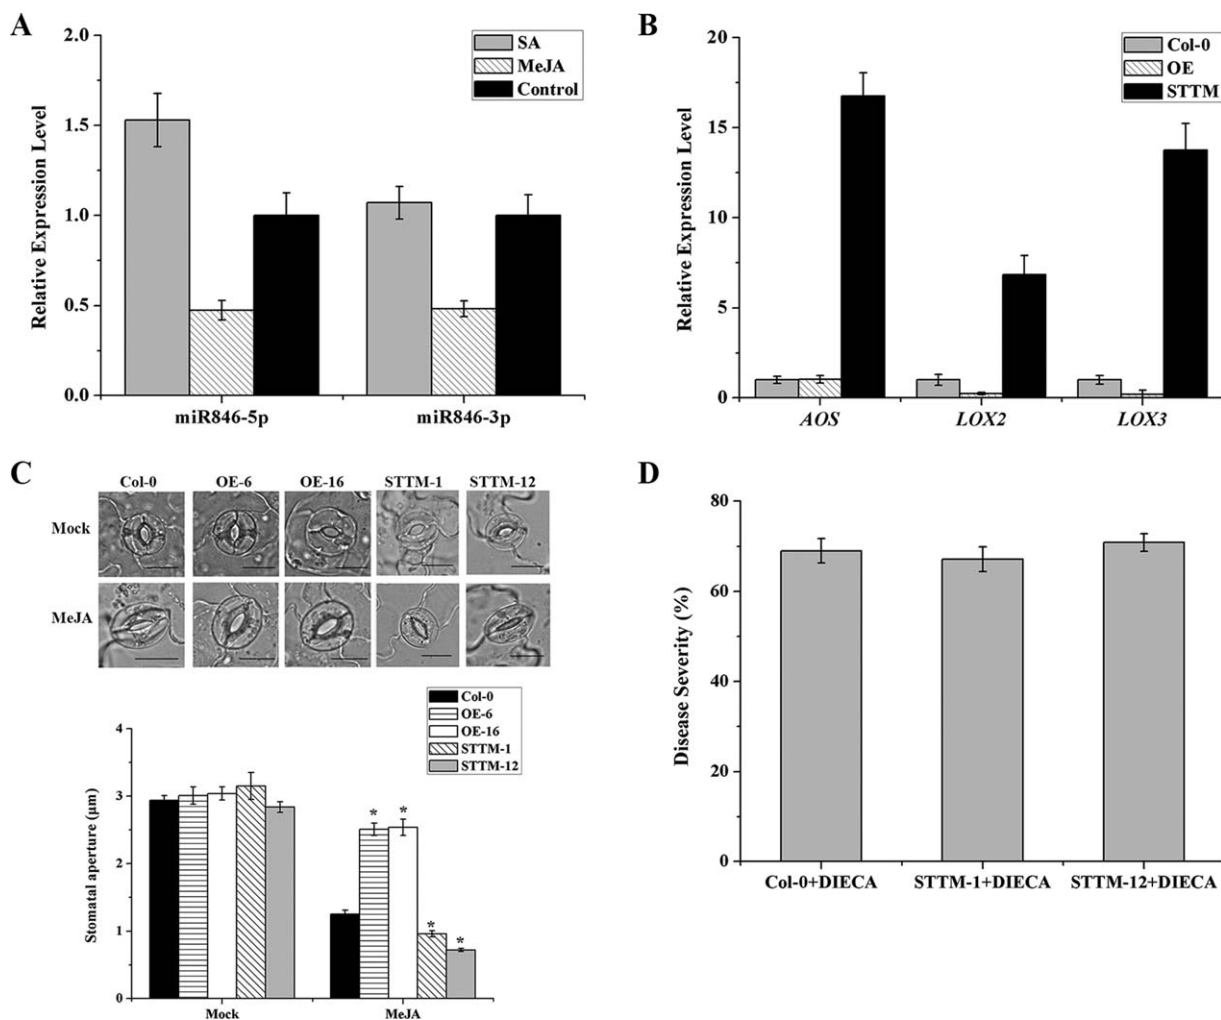 A
2.0
1.5
1.0
0.5
0.0
Relative Expression Level
SA
MeJA
Control
miR846-5p
miR846-3p
B
20
15
10
5
0
Relative Expression Level
Col-0
OE
STTM
AOS
LOX2
LOX3
C
Col-0
OE-6
OE-16
STTM-1
STTM-12
Mock
MeJA
Col-0
OE-6
OE-16
STTM-1
STTM-12
4
3
2
1
0
Stomatal aperture (μm)
* *
* *
Mock
MeJA
D
80
60
40
20
0
Disease Severity (%)
Col-0+DIECA
STTM-1+DIECA
STTM-12+DIECA